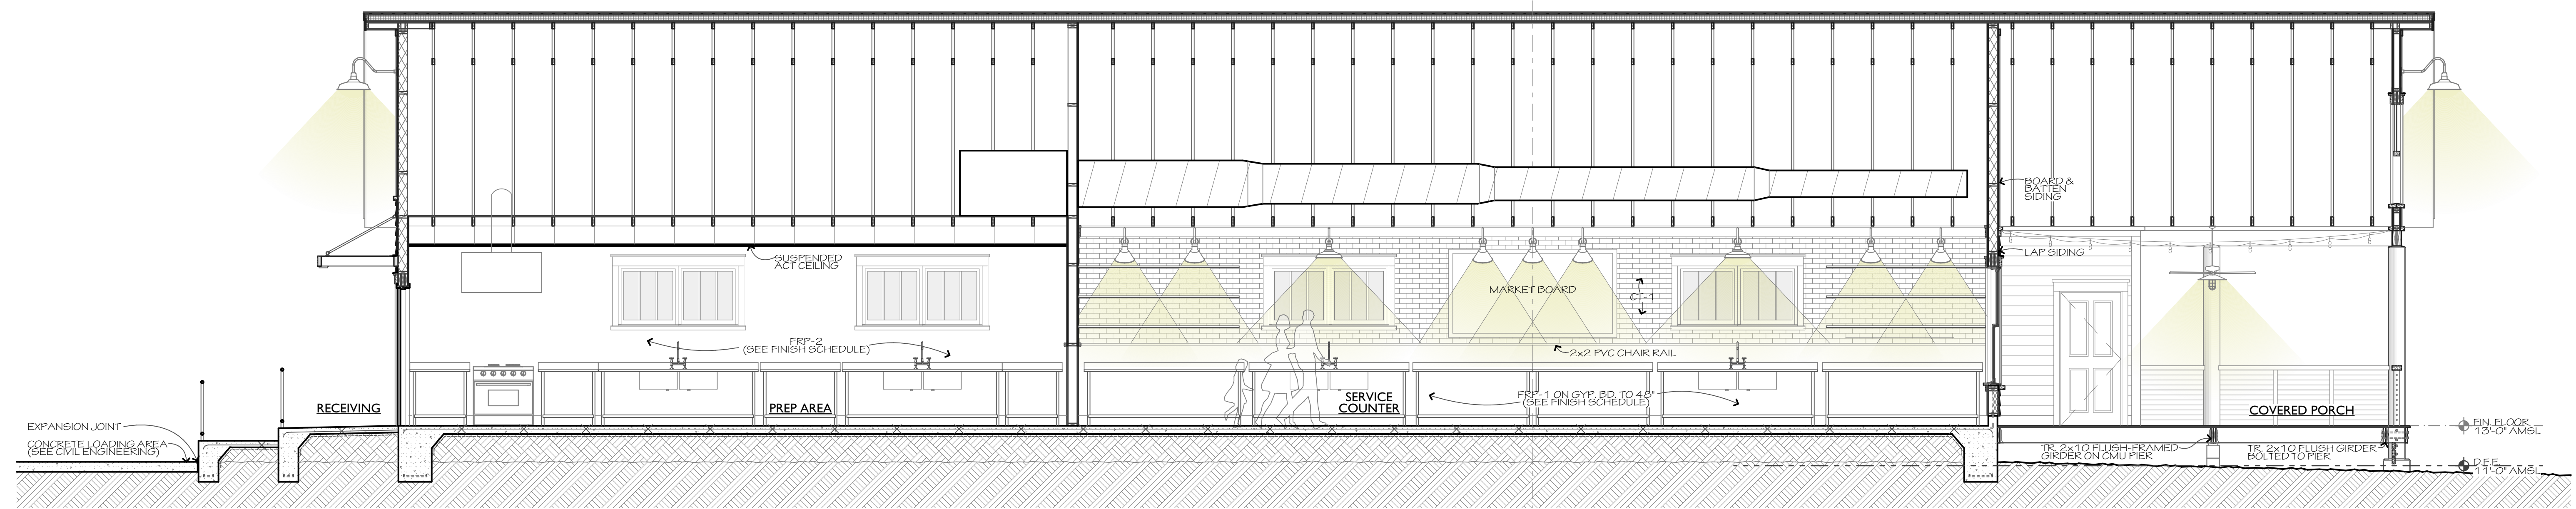 BOARD &
BATTEN
SIDING
LAP SIDING
SUSPENDED
ACT CEILING
MARKET BOARD
CT-1
FRP-2
(SEE FINISH SCHEDULE)
2x2 PVC CHAIR RAIL
FRP-1 ON GYP. BD. TO 48"
(SEE FINISH SCHEDULE)
RECEIVING
PREP AREA
SERVICE
COUNTER
COVERED PORCH
EXPANSION JOINT
CONCRETE LOADING AREA
(SEE CIVIL ENGINEERING)
FIN. FLOOR
13'-0" AMSL
TR. 2x10 FLUSH-FRAMED
GIRDER ON CMU PIER
TR. 2x10 FLUSH GIRDER
BOLTED TO PIER
D.F.E.
11'-0" AMSL